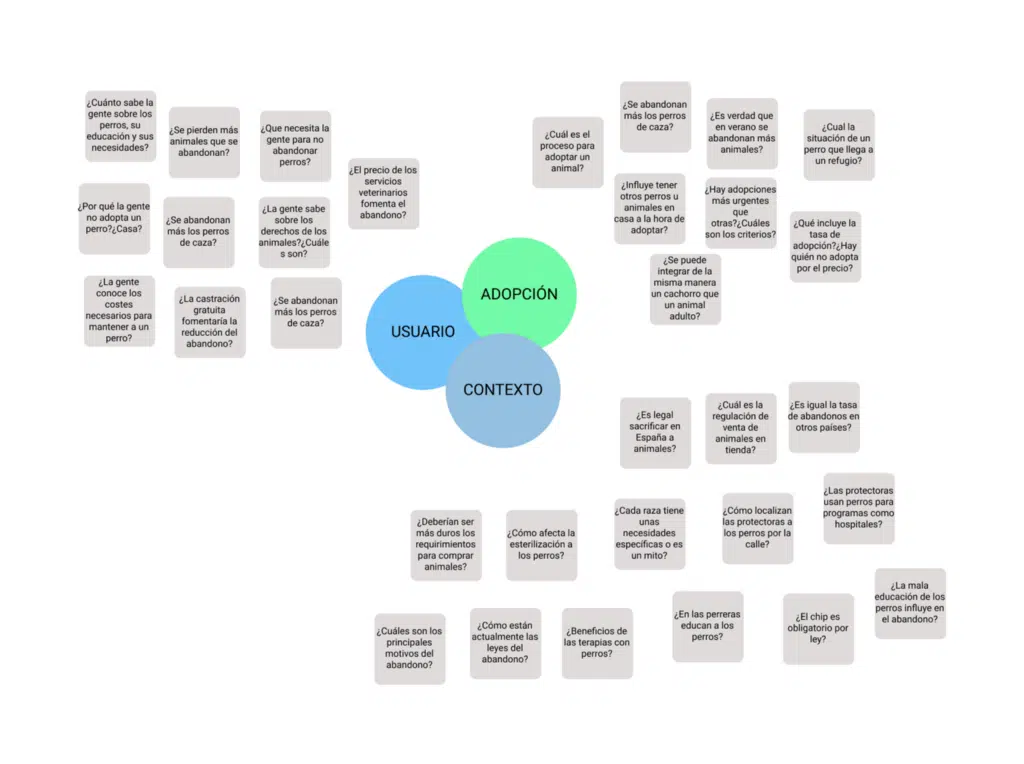 ¿Cuánto sabe la
gente sobre los
perros, su
educación y sus
necesidades?
¿Se pierden más
animales que se
abandonan?
¿Que necesita la
gente para no
abandonar
perros?
¿El precio de los
servicios
veterinarios
fomenta el
abandono?
¿Por qué la gente
no adopta un
perro?¿Casa?
¿Se abandonan
más los perros
de caza?
¿La gente sabe
sobre los
derechos de los
animales?¿Cuále
s son?
¿La gente
conoce los
costes
necesarios para
mantener a un
perro?
¿La castración
gratuita
fomentaría la
reducción del
abandono?
¿Se abandonan
más los perros
de caza?
¿Cuál es el
proceso para
adoptar un
animal?
¿Se abandonan
más los perros
de caza?
¿Es verdad que
en verano se
abandonan más
animales?
¿Cual la
situación de un
perro que llega a
un refugio?
¿Influye tener
otros perros u
animales en
casa a la hora de
adoptar?
¿Hay adopciones
más urgentes
que
otras?¿Cuáles
son los criterios?
¿Qué incluye la
tasa de
adopción?¿Hay
quién no adopta
por el precio?
¿Se puede
integrar de la
misma manera
un cachorro que
un animal
adulto?
ADOPCIÓN
USUARIO
CONTEXTO
¿Es legal
sacrificar en
España a
animales?
¿Cuál es la
regulación de
venta de
animales en
tienda?
¿Es igual la tasa
de abandonos en
otros países?
¿Deberían ser
más duros los
requirimientos
para comprar
animales?
¿Cómo afecta la
esterilización a
los perros?
¿Cada raza tiene
unas
necesidades
específicas o es
un mito?
¿Cómo localizan
las protectoras a
los perros por la
calle?
¿Las protectoras
usan perros para
programas como
hospitales?
¿Cuáles son los
principales
motivos del
abandono?
¿Cómo están
actualmente las
leyes del
abandono?
¿Beneficios de
las terapias con
perros?
¿En las perreras
educan a los
perros?
¿El chip es
obligatorio por
ley?
¿La mala
educación de los
perros influye en
el abandono?